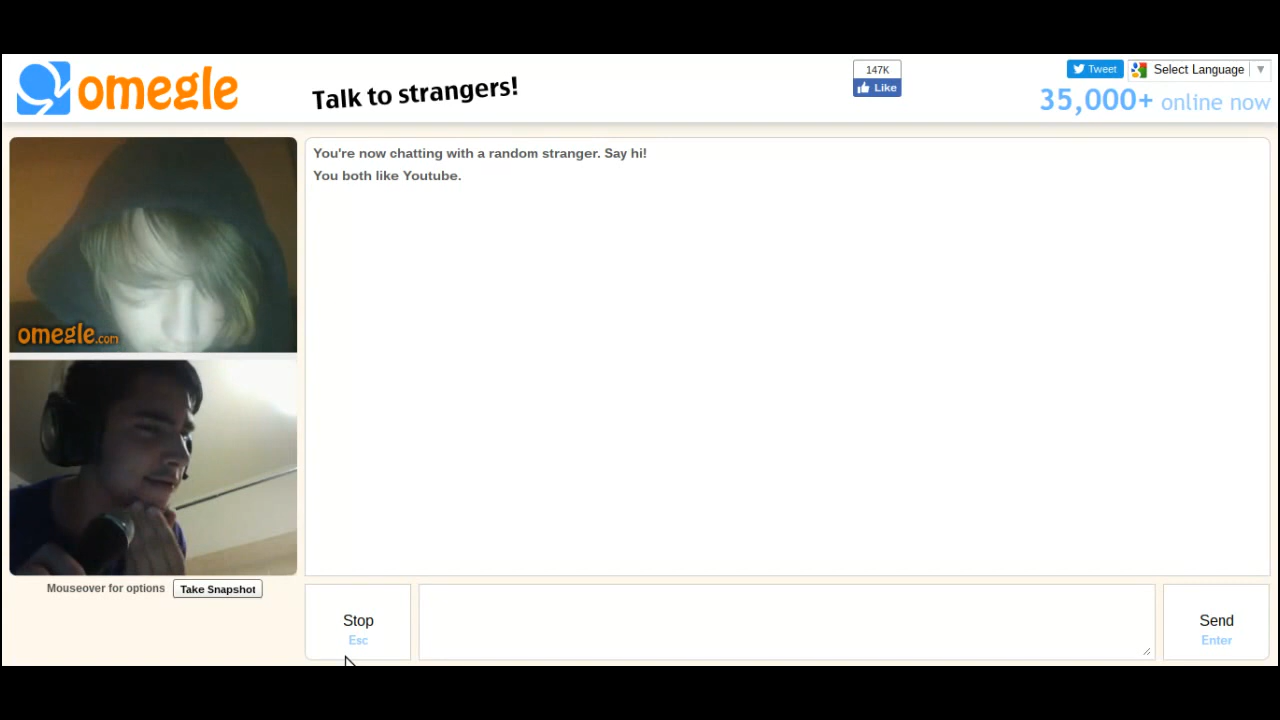 omegle
Talk to strangers!
147K
Like
Tweet
Select Language ▼
35,000+ online now
You're now chatting with a random stranger. Say hi!
You both like Youtube.
omegle.com
Mouseover for options
Take Snapshot
Stop
Esc
Send
Enter